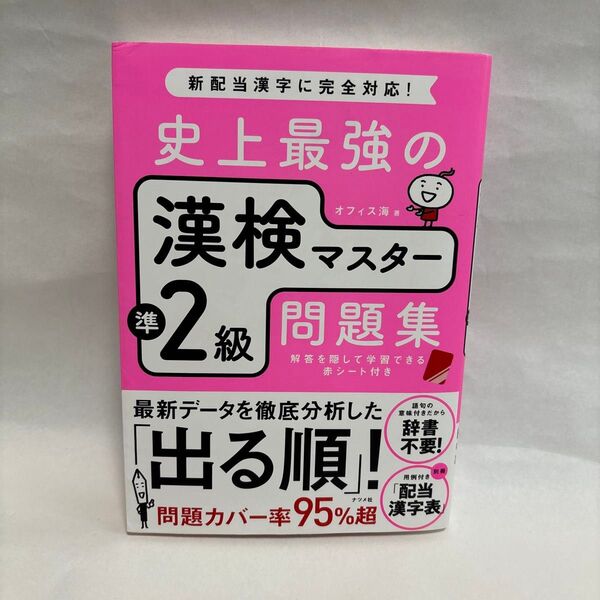 新配当漢字に完全対応!
史上最強の
オフィス海 著
漢検マスター
準2級
問題集
解答を隠して学習できる
赤シート付き
最新データを徹底分析した
「出る順」!
ナツメ社
問題カバー率95%超
語句の
意味付きだから
辞書
不要!
別冊
用例付き
「配当
漢字表」